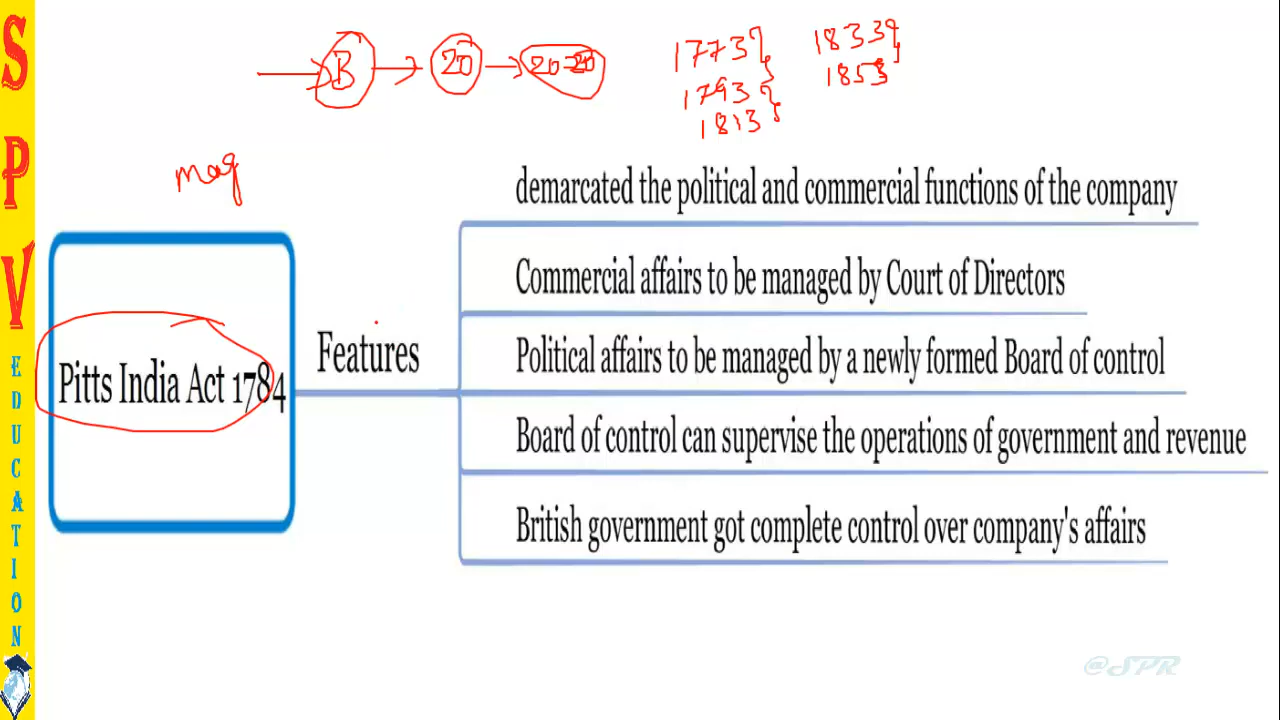 SPV
EDUCATION
B 20 20-20
1773
1793
1813
1833
1853
Pitts India Act 1784
Features
demarcated the political and commercial functions of the company
Commercial affairs to be managed by Court of Directors
Political affairs to be managed by a newly formed Board of control
Board of control can supervise the operations of government and revenue
British government got complete control over company's affairs
@SPR